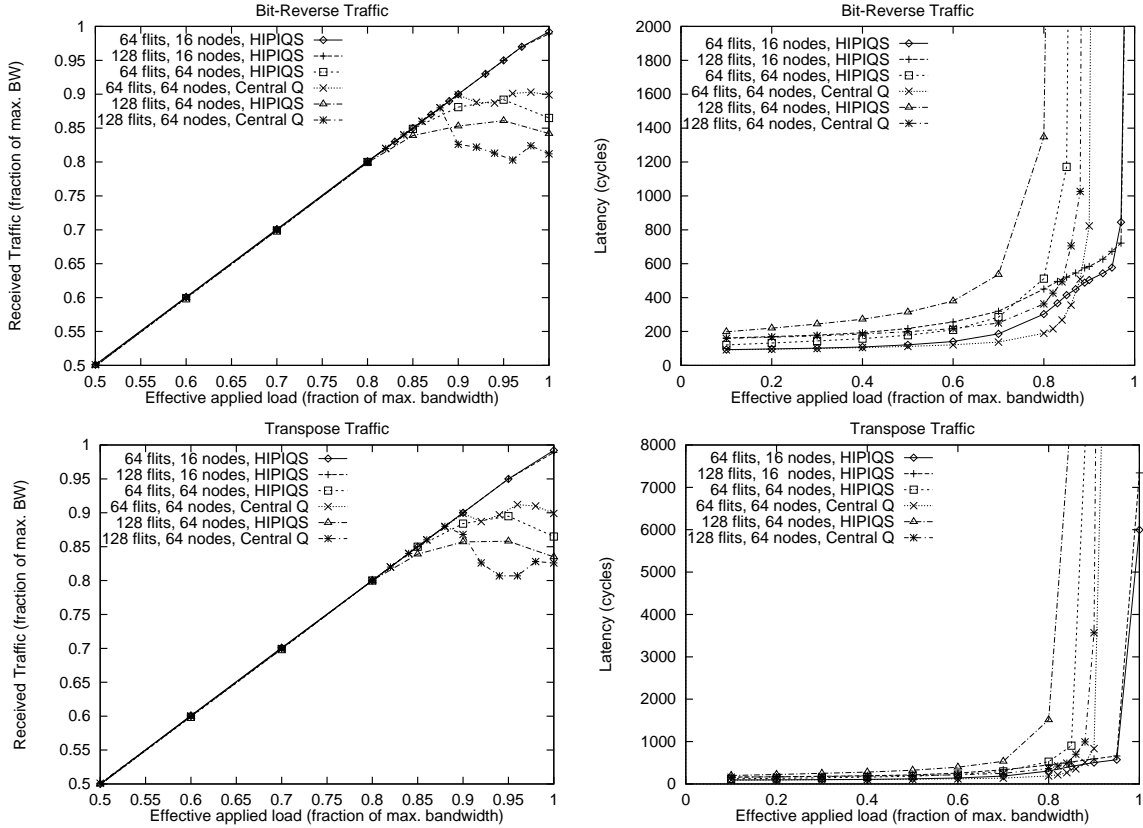 Bit-Reverse Traffic
Received Traffic (fraction of max. BW)
1
0.95
0.9
0.85
0.8
0.75
0.7
0.65
0.6
0.55
0.5
64 flits, 16 nodes, HIPIQS
128 flits, 16 nodes, HIPIQS
64 flits, 64 nodes, HIPIQS
64 flits, 64 nodes, Central Q
128 flits, 64 nodes, HIPIQS
128 flits, 64 nodes, Central Q
0.5 0.55 0.6 0.65 0.7 0.75 0.8 0.85 0.9 0.95 1
Effective applied load (fraction of max. bandwidth)
Bit-Reverse Traffic
Latency (cycles)
2000
1800
1600
1400
1200
1000
800
600
400
200
0
64 flits, 16 nodes, HIPIQS
128 flits, 16 nodes, HIPIQS
64 flits, 64 nodes, HIPIQS
64 flits, 64 nodes, Central Q
128 flits, 64 nodes, HIPIQS
128 flits, 64 nodes, Central Q
0 0.2 0.4 0.6 0.8 1
Effective applied load (fraction of max. bandwidth)
Transpose Traffic
Received Traffic (fraction of max. BW)
1
0.95
0.9
0.85
0.8
0.75
0.7
0.65
0.6
0.55
0.5
64 flits, 16 nodes, HIPIQS
128 flits, 16 nodes, HIPIQS
64 flits, 64 nodes, HIPIQS
64 flits, 64 nodes, Central Q
128 flits, 64 nodes, HIPIQS
128 flits, 64 nodes, Central Q
0.5 0.55 0.6 0.65 0.7 0.75 0.8 0.85 0.9 0.95 1
Effective applied load (fraction of max. bandwidth)
Transpose Traffic
Latency (cycles)
8000
7000
6000
5000
4000
3000
2000
1000
0
64 flits, 16 nodes, HIPIQS
128 flits, 16 nodes, HIPIQS
64 flits, 64 nodes, HIPIQS
64 flits, 64 nodes, Central Q
128 flits, 64 nodes, HIPIQS
128 flits, 64 nodes, Central Q
0 0.2 0.4 0.6 0.8 1
Effective applied load (fraction of max. bandwidth)